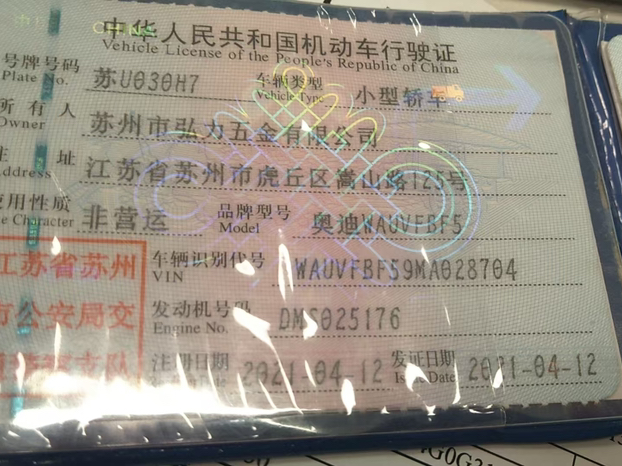 中华人民共和国机动车行驶证
Vehicle License of the People's Republic of China
号牌号码 苏U030H7 车辆类型 小型轿车
Plate No. Vehicle Type
所有人 苏州市弘力五金有限公司
Owner
址 江苏省苏州市虎丘区嵩山路125号
Address
使用性质 非营运 品牌型号 奥迪WAUVFBF5
Character Model
江苏省苏州 车辆识别代号 WAUVFBF59MA028704
VIN
市公安局交 发动机号码 DMS025176
Engine No.
支队 注册日期 2021-04-12 发证日期 2021-04-12
Issue Date